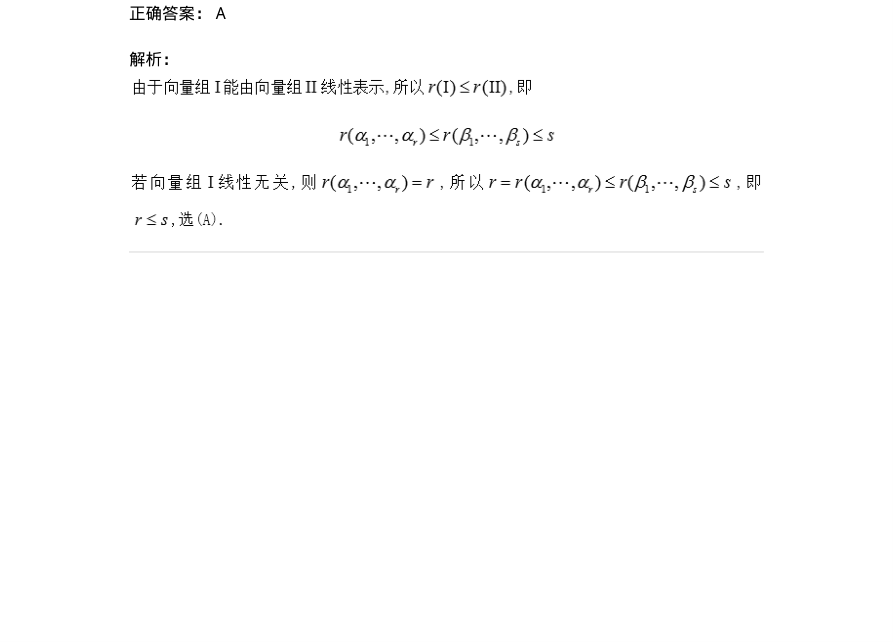 正确答案： A
解析：
由于向量组 I 能由向量组 II 线性表示,所以 r(I)≤r(II),即
r(α₁,⋯,αᵣ)≤r(β₁,⋯,βₛ)≤s
若向量组 I 线性无关,则 r(α₁,⋯,αᵣ)=r,所以 r=r(α₁,⋯,αᵣ)≤r(β₁,⋯,βₛ)≤s,即
r≤s,选(A).